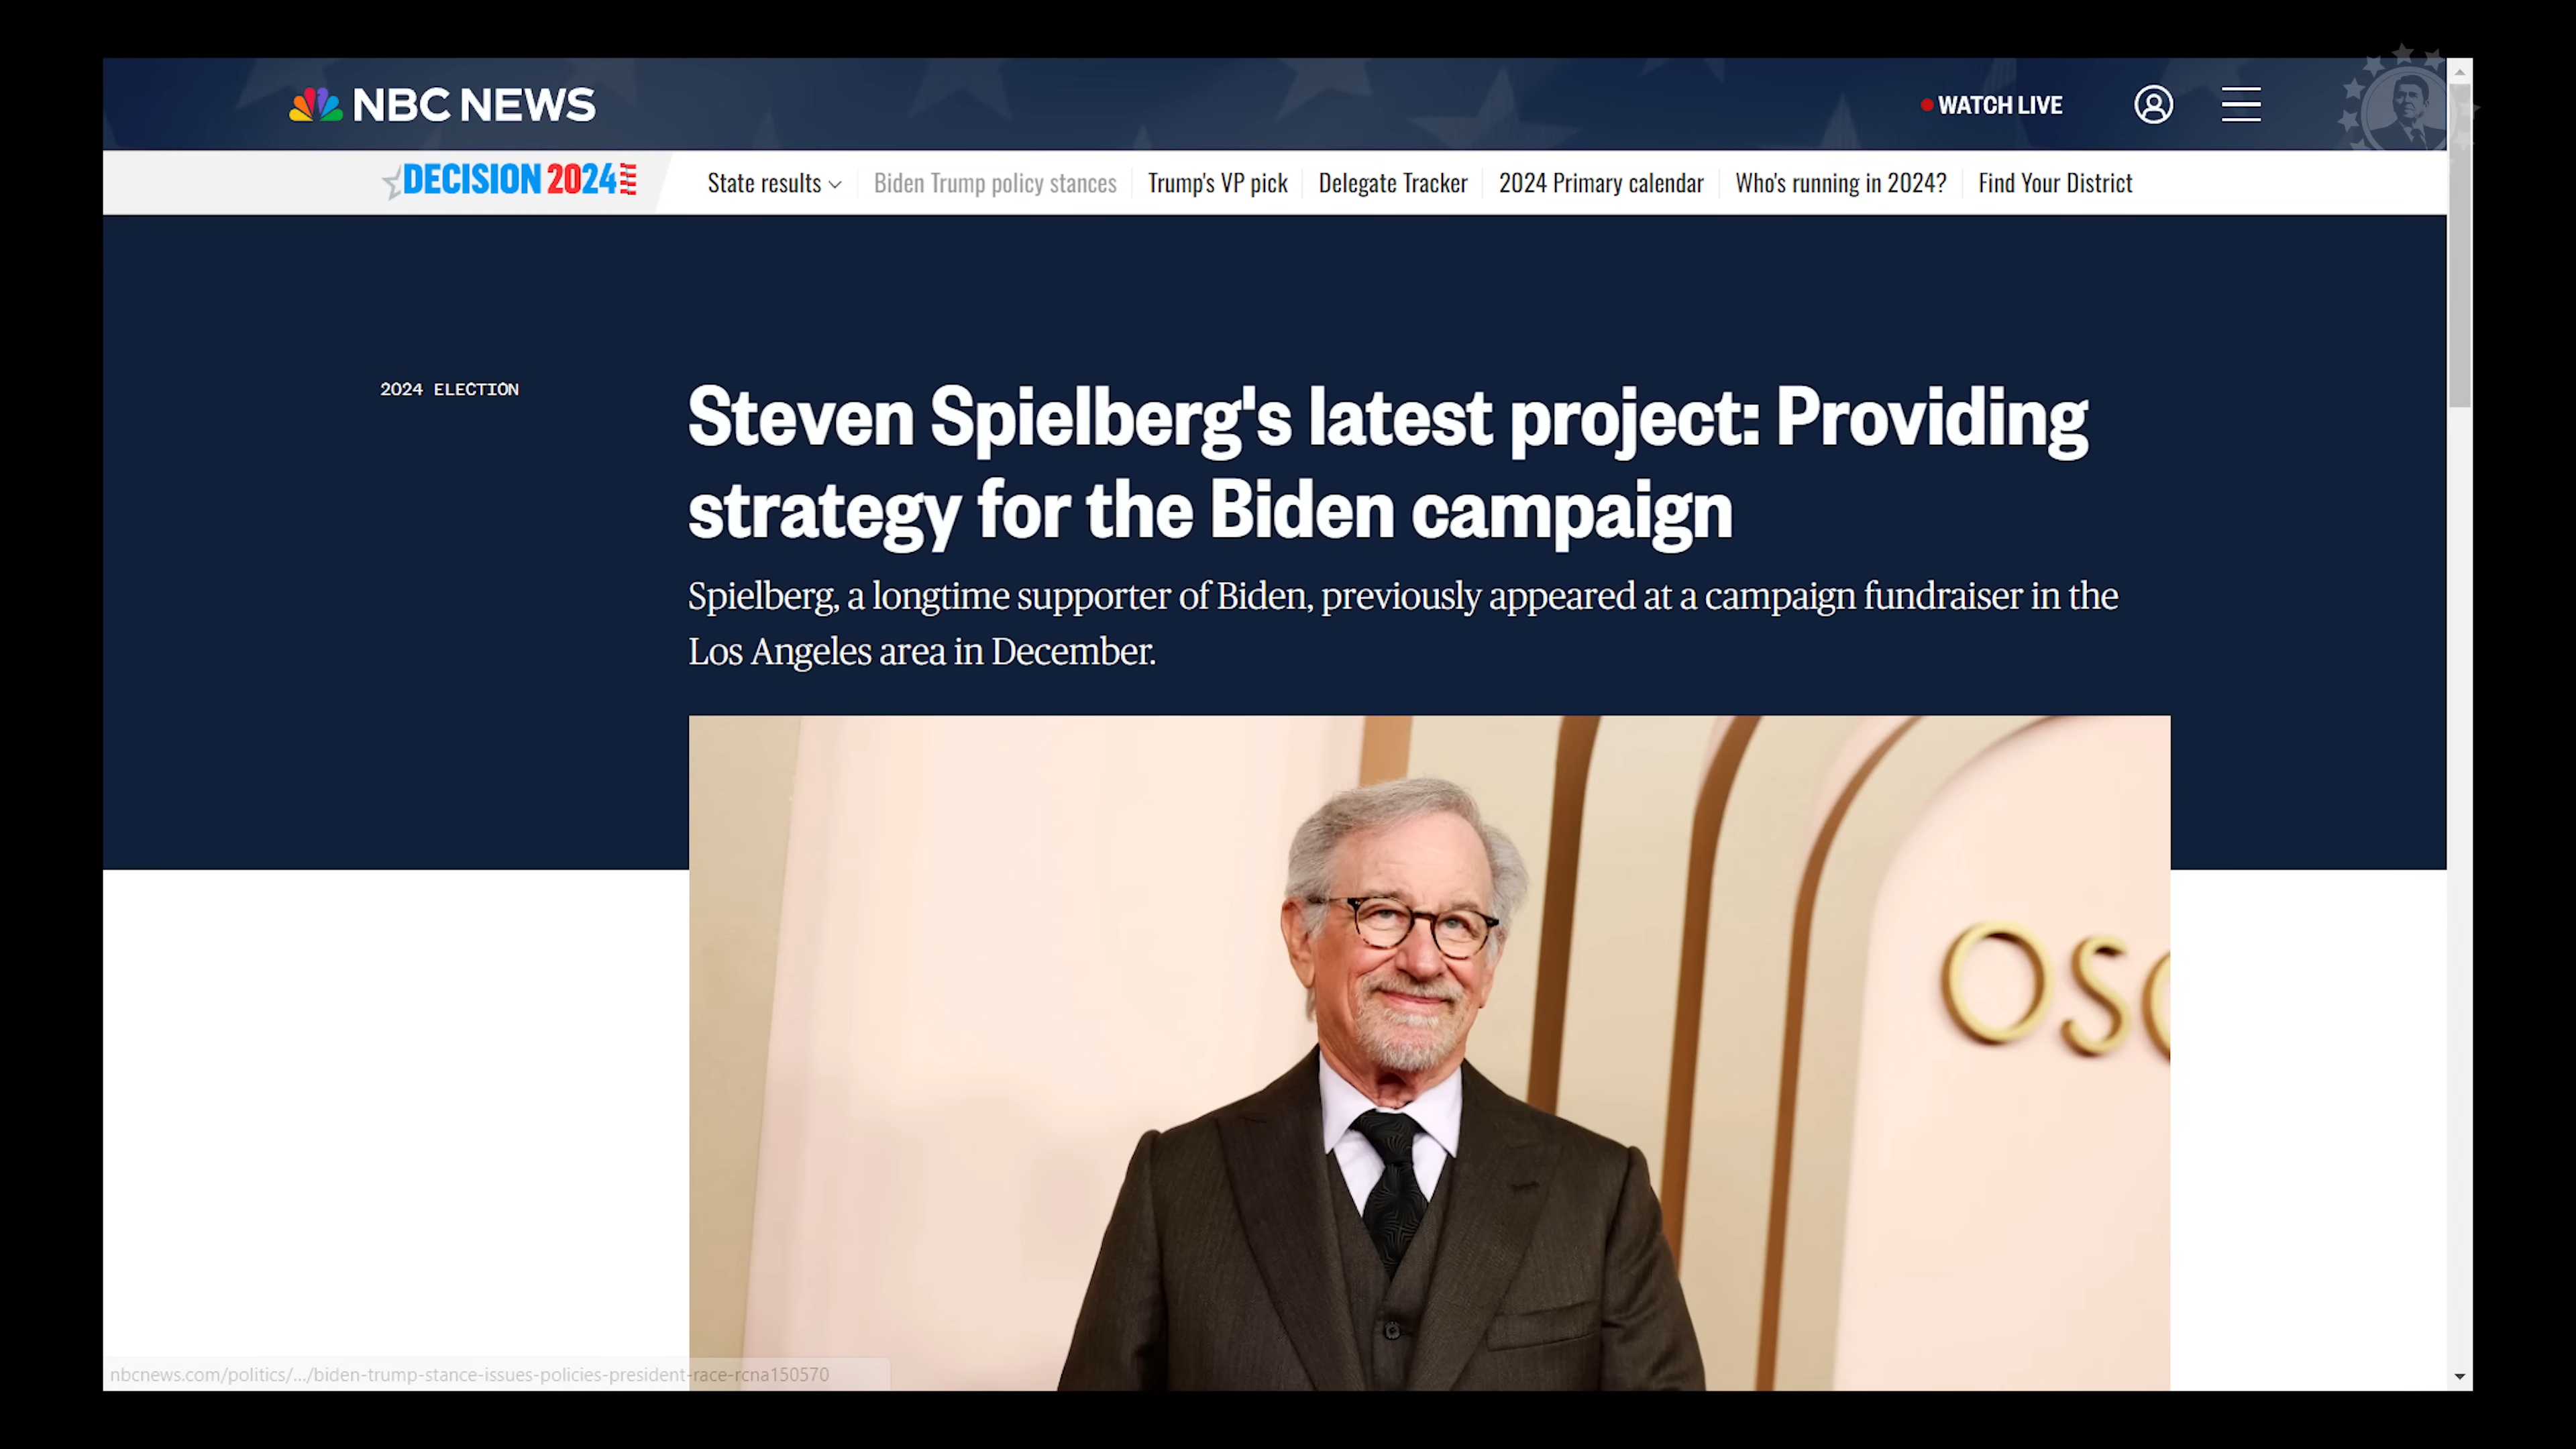 NBC NEWS
WATCH LIVE
DECISION 2024
State results
Biden Trump policy stances
Trump's VP pick
Delegate Tracker
2024 Primary calendar
Who's running in 2024?
Find Your District
2024 ELECTION
Steven Spielberg's latest project: Providing
strategy for the Biden campaign
Spielberg, a longtime supporter of Biden, previously appeared at a campaign fundraiser in the
Los Angeles area in December.
OSC
nbcnews.com/politics/.../biden-trump-stance-issues-policies-president-race-rcna150570